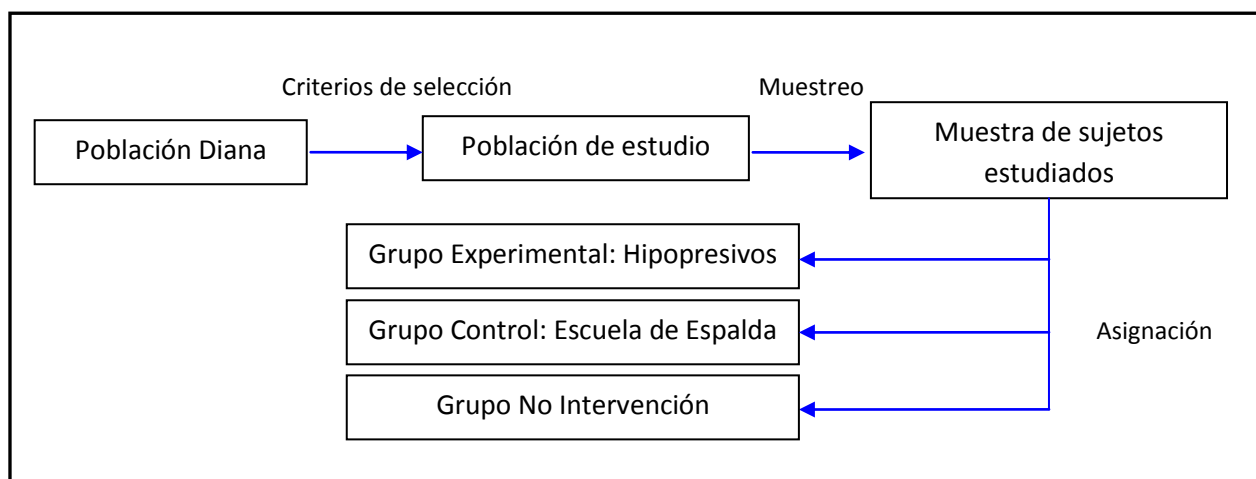 Criterios de selección
Muestreo
Población Diana
Población de estudio
Muestra de sujetos
estudiados
Grupo Experimental: Hipopresivos
Grupo Control: Escuela de Espalda
Asignación
Grupo No Intervención